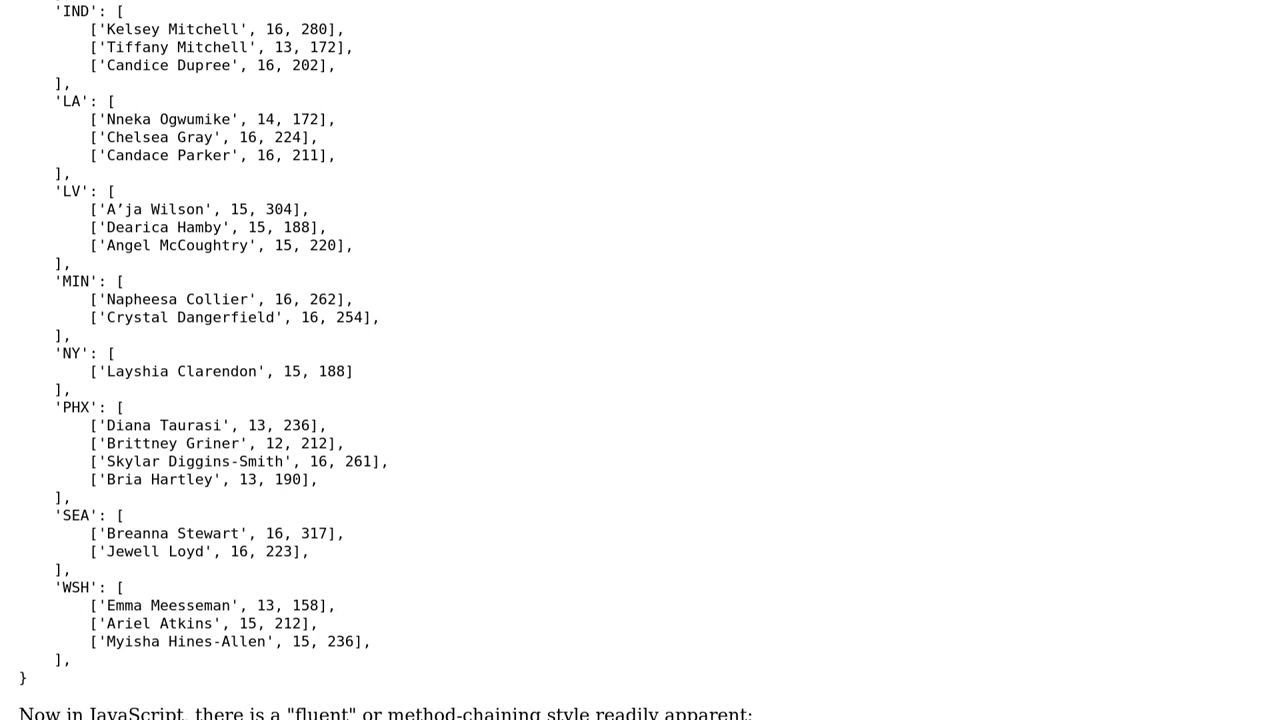 'IND': [
['Kelsey Mitchell', 16, 280],
['Tiffany Mitchell', 13, 172],
['Candice Dupree', 16, 202],
],
'LA': [
['Nneka Ogwumike', 14, 172],
['Chelsea Gray', 16, 224],
['Candace Parker', 16, 211],
],
'LV': [
['A’ja Wilson', 15, 304],
['Dearica Hamby', 15, 188],
['Angel McCoughtry', 15, 220],
],
'MIN': [
['Napheesa Collier', 16, 262],
['Crystal Dangerfield', 16, 254],
],
'NY': [
['Layshia Clarendon', 15, 188]
],
'PHX': [
['Diana Taurasi', 13, 236],
['Brittney Griner', 12, 212],
['Skylar Diggins-Smith', 16, 261],
['Bria Hartley', 13, 190],
],
'SEA': [
['Breanna Stewart', 16, 317],
['Jewell Loyd', 16, 223],
],
'WSH': [
['Emma Meesseman', 13, 158],
['Ariel Atkins', 15, 212],
['Myisha Hines-Allen', 15, 236],
],
}
Now in JavaScript, there is a "fluent" or method-chaining style readily apparent: